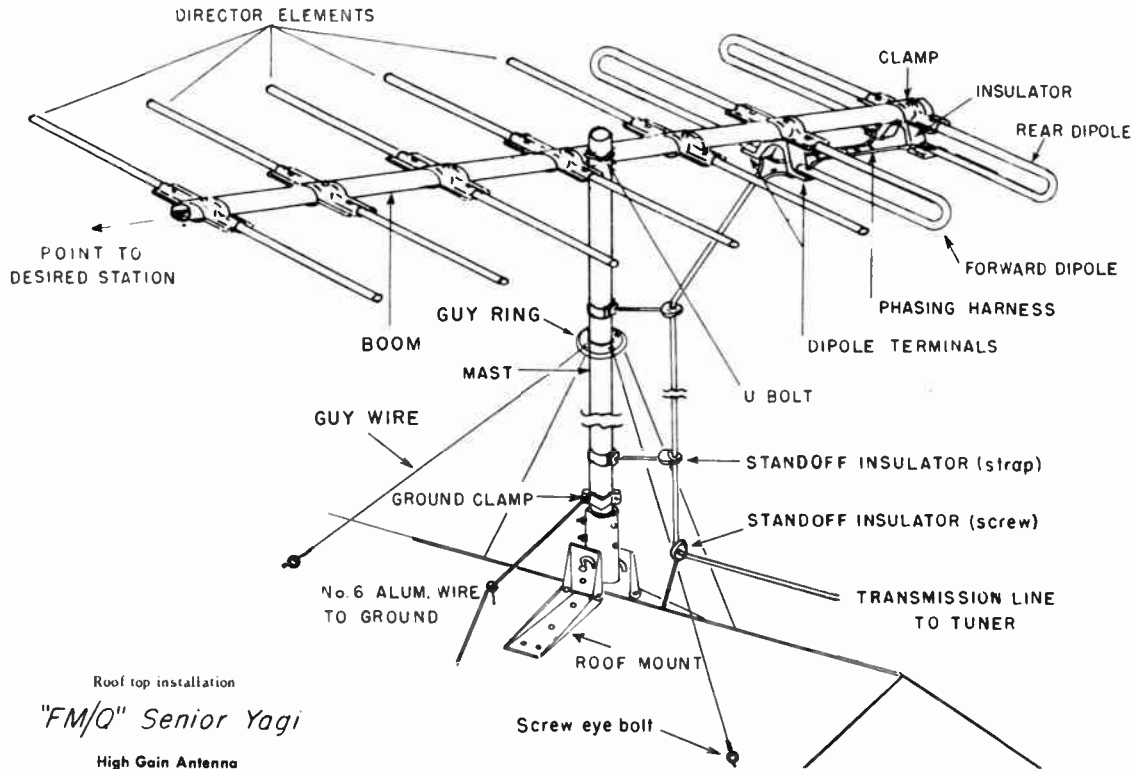 DIRECTOR ELEMENTS
CLAMP
INSULATOR
REAR DIPOLE
POINT TO
DESIRED STATION
FORWARD DIPOLE
PHASING HARNESS
GUY RING
BOOM
DIPOLE TERMINALS
MAST
U BOLT
GUY WIRE
STANDOFF INSULATOR (strap)
GROUND CLAMP
STANDOFF INSULATOR (screw)
No. 6 ALUM. WIRE
TO GROUND
TRANSMISSION LINE
TO TUNER
ROOF MOUNT
Roof top installation
"FM/Q" Senior Yagi
Screw eye bolt
High Gain Antenna